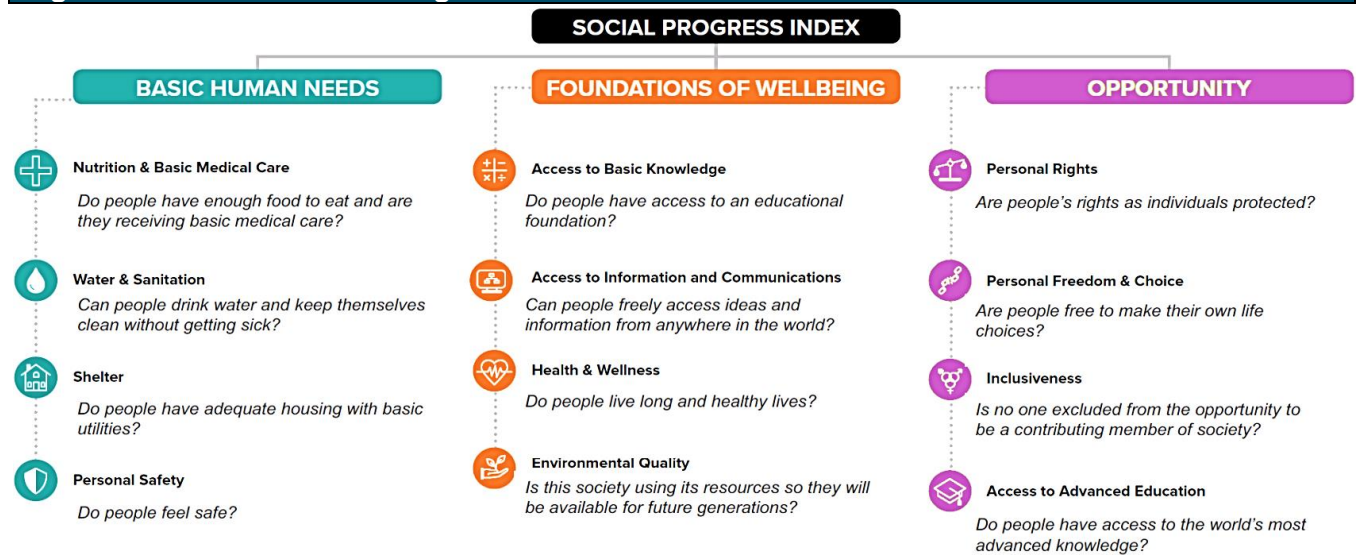 SOCIAL PROGRESS INDEX
BASIC HUMAN NEEDS
Nutrition & Basic Medical Care
Do people have enough food to eat and are
they receiving basic medical care?
Water & Sanitation
Can people drink water and keep themselves
clean without getting sick?
Shelter
Do people have adequate housing with basic
utilities?
Personal Safety
Do people feel safe?
FOUNDATIONS OF WELLBEING
Access to Basic Knowledge
Do people have access to an educational
foundation?
Access to Information and Communications
Can people freely access ideas and
information from anywhere in the world?
Health & Wellness
Do people live long and healthy lives?
Environmental Quality
Is this society using its resources so they will
be available for future generations?
OPPORTUNITY
Personal Rights
Are people's rights as individuals protected?
Personal Freedom & Choice
Are people free to make their own life
choices?
Inclusiveness
Is no one excluded from the opportunity to
be a contributing member of society?
Access to Advanced Education
Do people have access to the world's most
advanced knowledge?